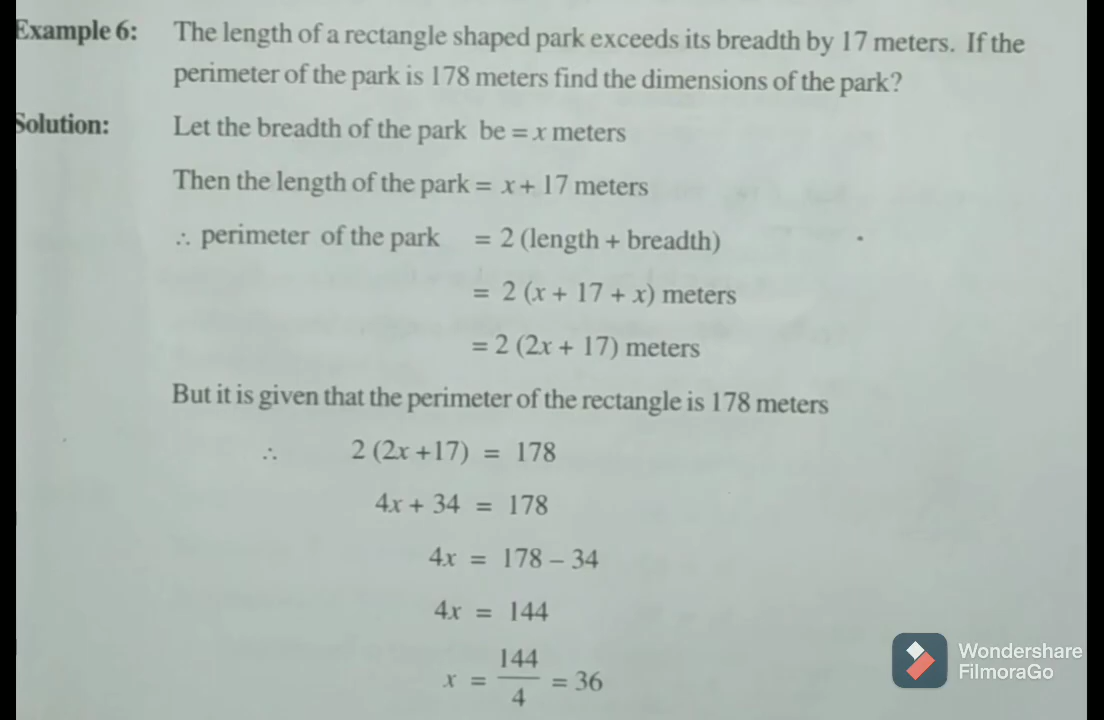 Example 6: The length of a rectangle shaped park exceeds its breadth by 17 meters. If the
perimeter of the park is 178 meters find the dimensions of the park?
Solution: Let the breadth of the park be = x meters
Then the length of the park = x + 17 meters
∴ perimeter of the park = 2 (length + breadth)
= 2 (x + 17 + x) meters
= 2 (2x + 17) meters
But it is given that the perimeter of the rectangle is 178 meters
∴ 2 (2x +17) = 178
4x + 34 = 178
4x = 178 – 34
4x = 144
x = 144/4 = 36
Wondershare
FilmoraGo